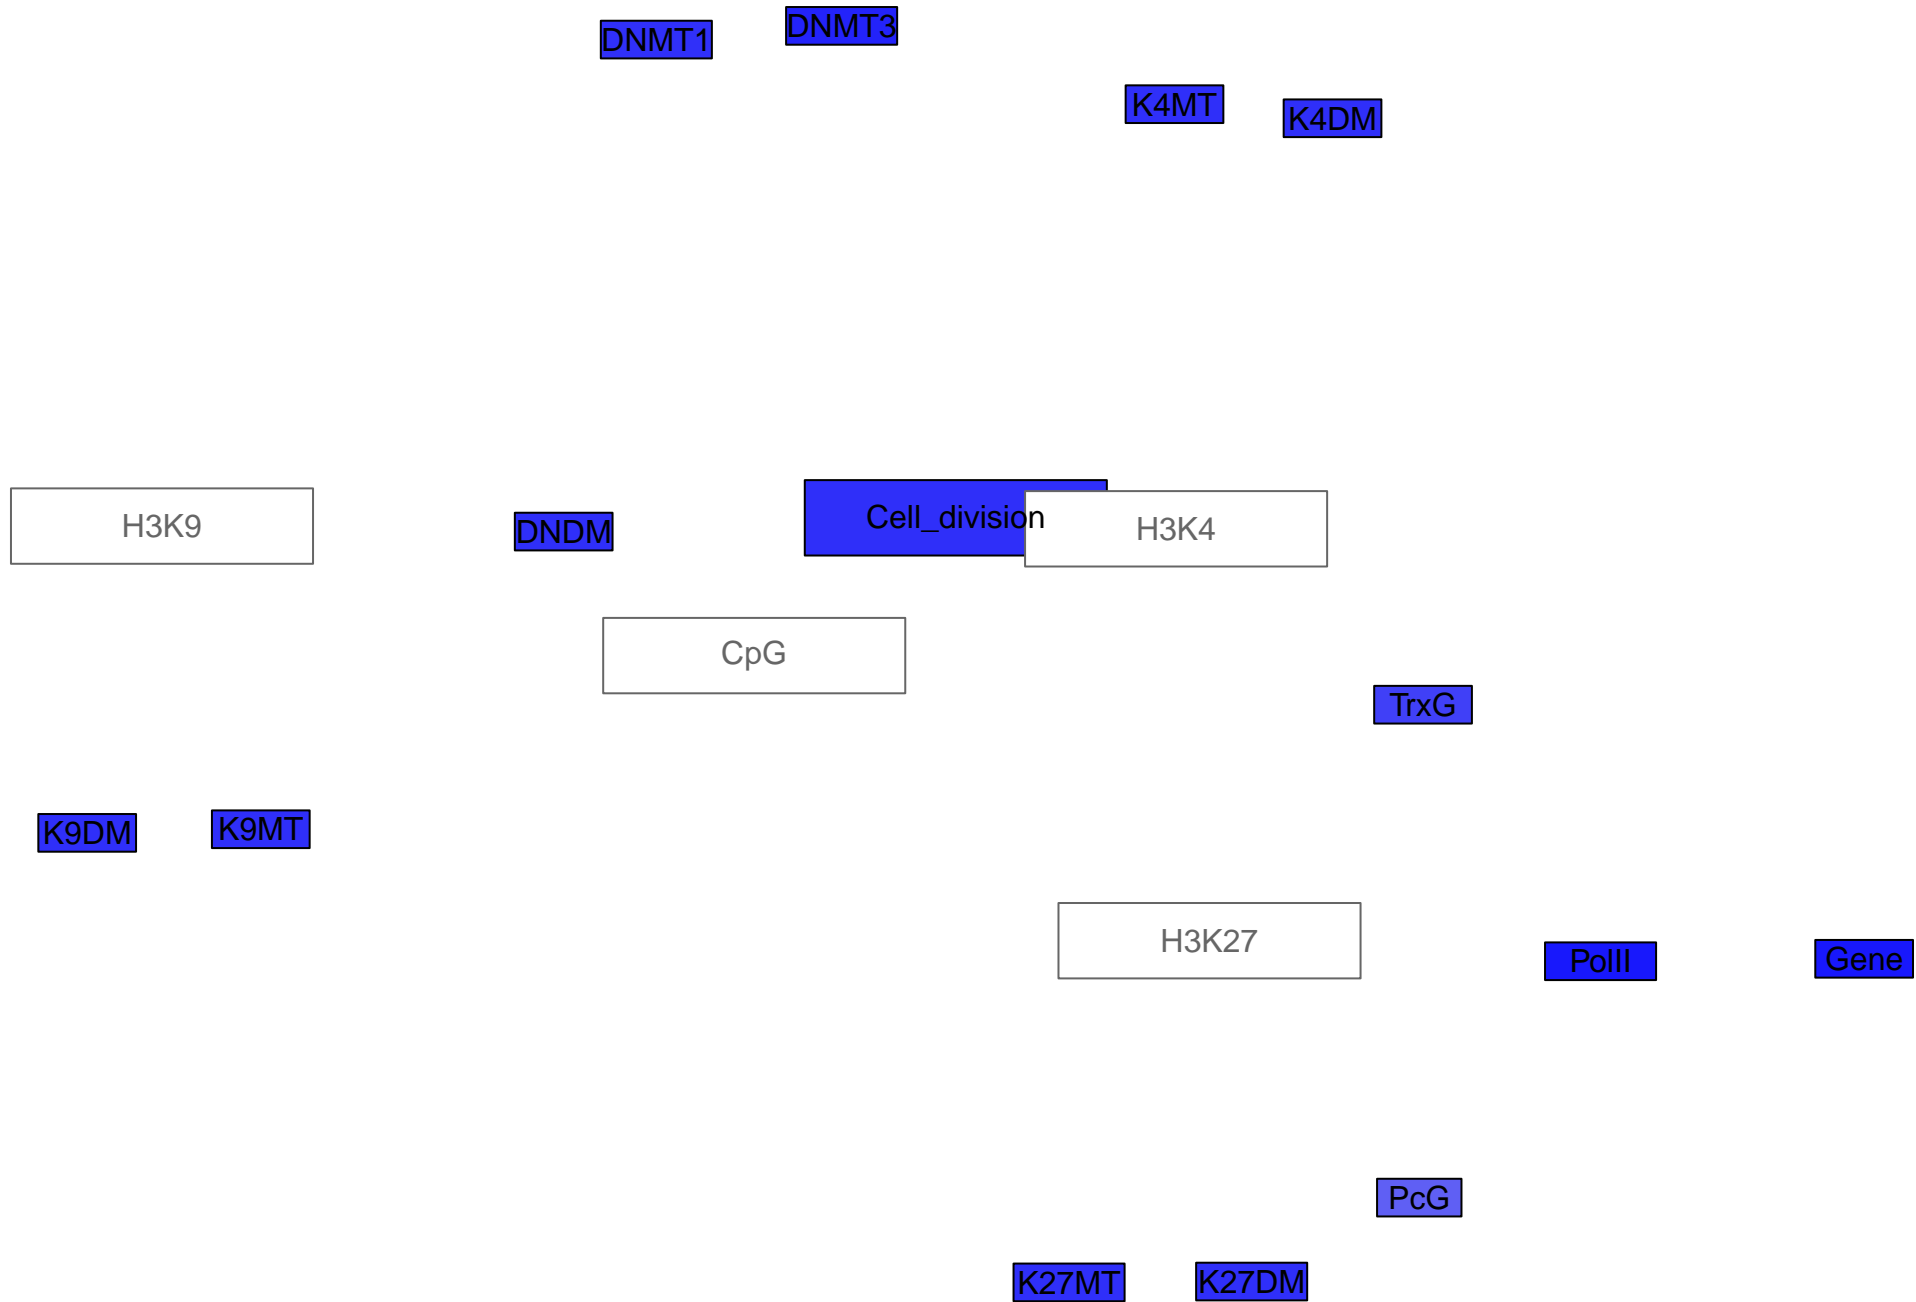 DNMT1
DNMT3
K4MT
K4DM
H3K9
DNDM
Cell_division
H3K4
CpG
TrxG
K9DM
K9MT
H3K27
PolII
Gene
PcG
K27MT
K27DM